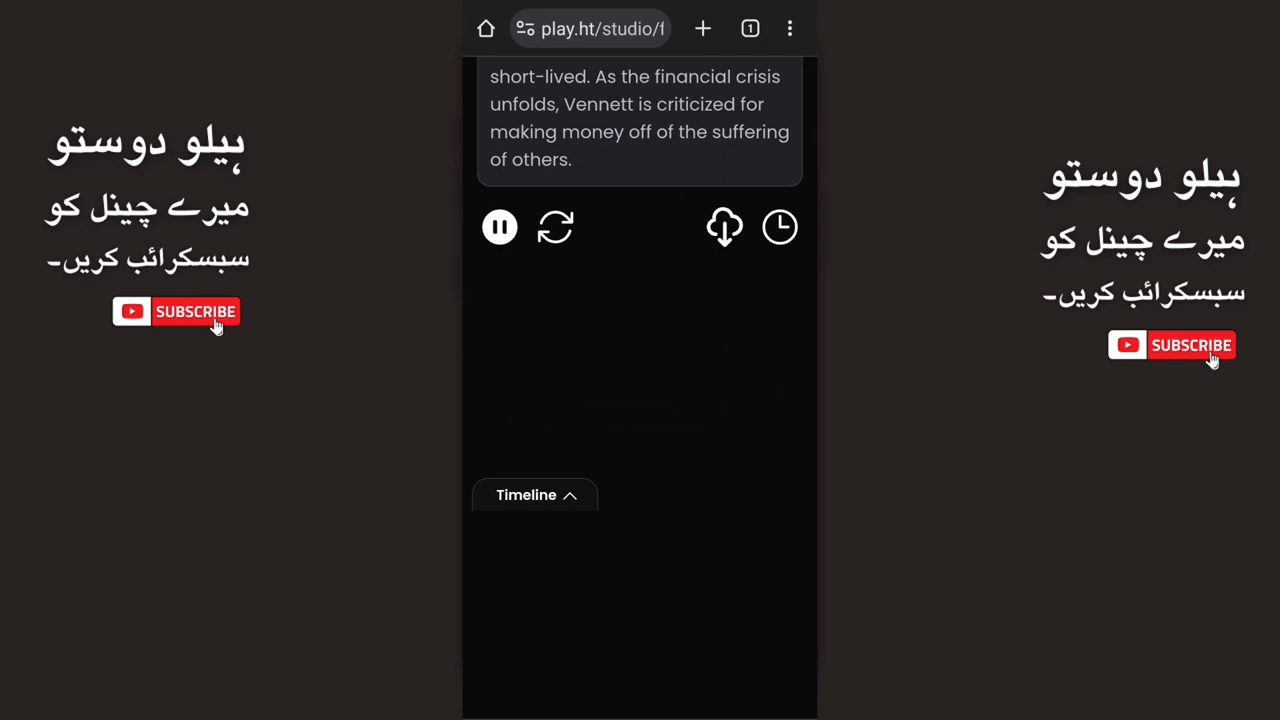 ہیلو دوستو
میرے چینل کو
سبسکرائب کریں۔
SUBSCRIBE
play.ht/studio/f
1
short-lived. As the financial crisis
unfolds, Vennett is criticized for
making money off of the suffering
of others.
Timeline
ہیلو دوستو
میرے چینل کو
سبسکرائب کریں۔
SUBSCRIBE